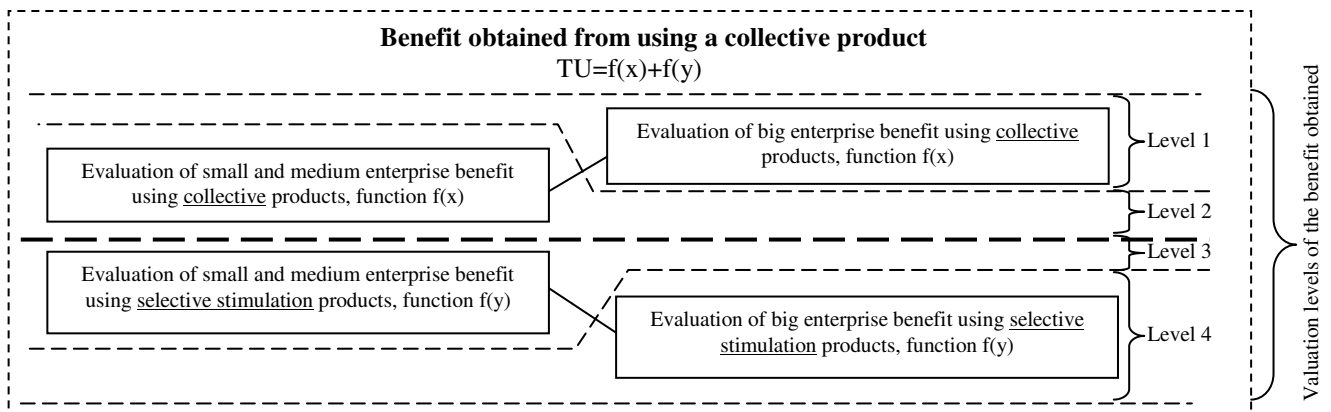 Benefit obtained from using a collective product
TU=f(x)+f(y)
Evaluation of big enterprise benefit using collective
products, function f(x)
Level 1
Evaluation of small and medium enterprise benefit
using collective products, function f(x)
Level 2
Level 3
Evaluation of small and medium enterprise benefit
using selective stimulation products, function f(y)
Evaluation of big enterprise benefit using selective
stimulation products, function f(y)
Level 4
Valuation levels of the benefit obtained